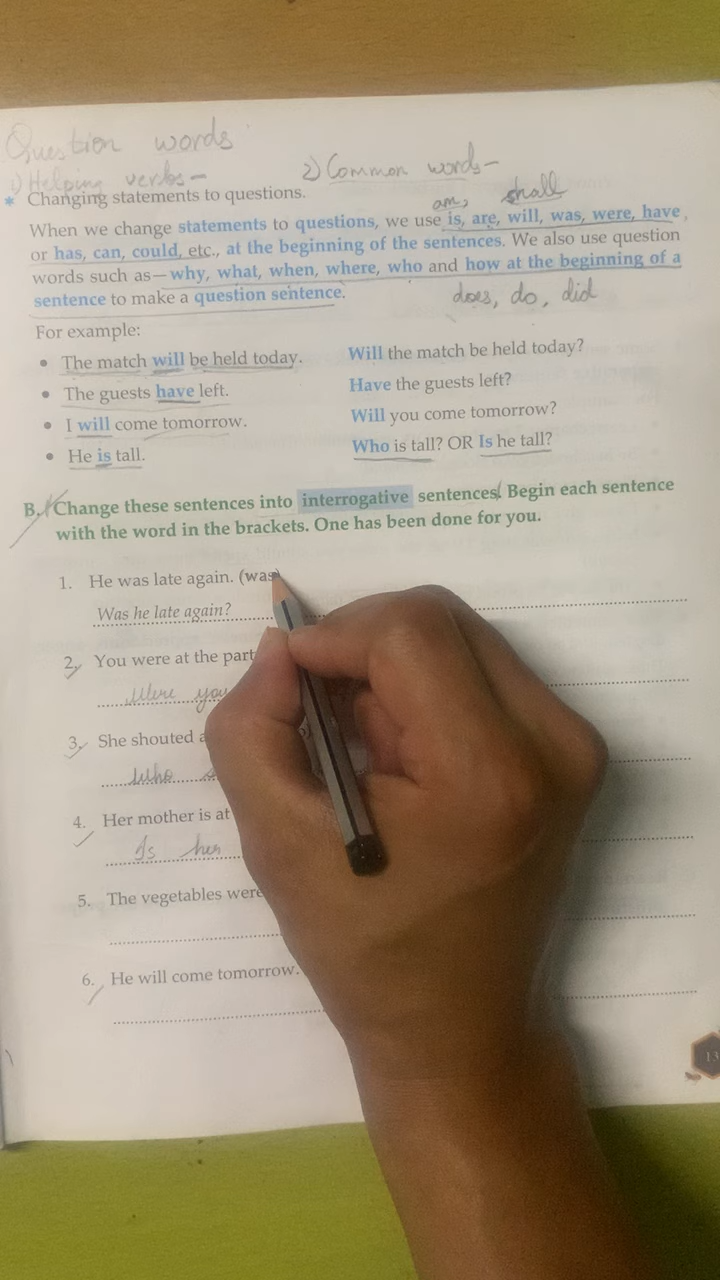 Question words
1) Helping verbs-
2) Common words-
* Changing statements to questions.
am, shall
When we change statements to questions, we use is, are, will, was, were, have,
or has, can, could, etc., at the beginning of the sentences. We also use question
words such as—why, what, when, where, who and how at the beginning of a
sentence to make a question sentence.
does, do, did
For example:
• The match will be held today. Will the match be held today?
• The guests have left. Have the guests left?
• I will come tomorrow. Will you come tomorrow?
• He is tall. Who is tall? OR Is he tall?
B. Change these sentences into interrogative sentences. Begin each sentence
with the word in the brackets. One has been done for you.
1. He was late again. (was)
Was he late again?
2. You were at the part
Were you
3. She shouted a
Who
4. Her mother is at
Is her
5. The vegetables were
6. He will come tomorrow.
13